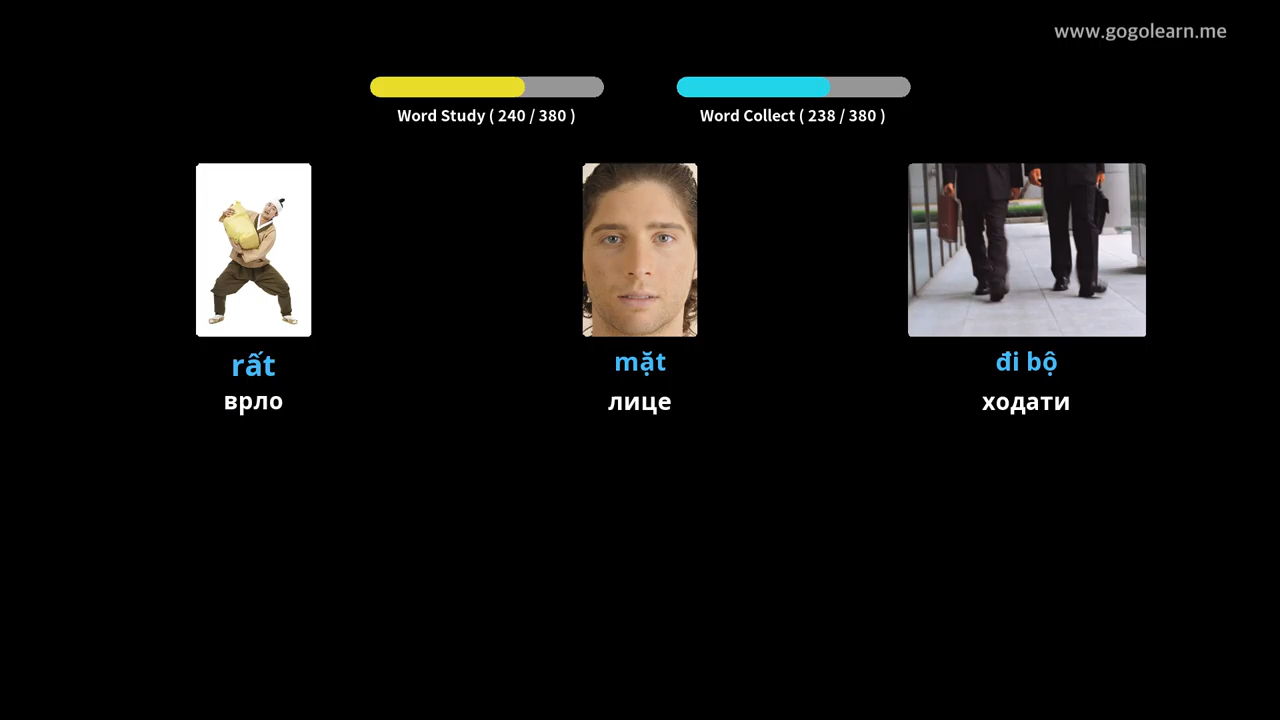 www.gogolearn.me
Word Study ( 240 / 380 )
Word Collect ( 238 / 380 )
rất
mặt
đi bộ
врло
лице
ходати